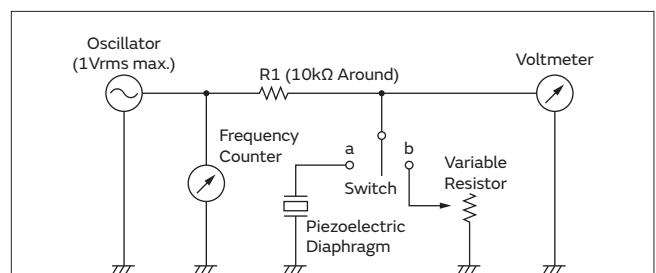 Oscillator
(1Vrms max.)
R1 (10kΩ Around)
Voltmeter
Frequency
Counter
a
b
Switch
Variable
Resistor
Piezoelectric
Diaphragm